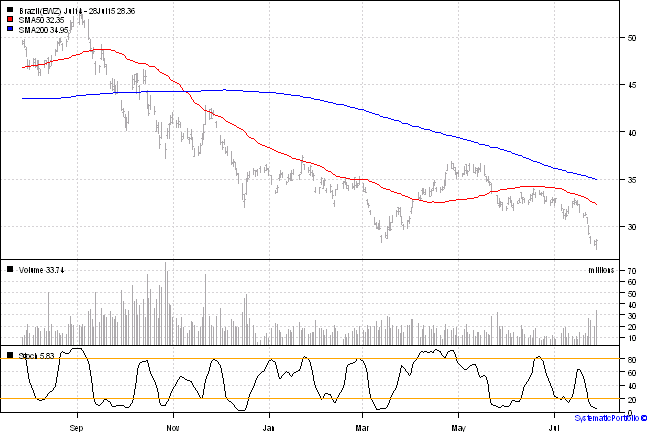 Brazil(EWZ) Jul14 - 28Jul15 28.36
SMA50 32.35
SMA200 34.95
50
45
40
35
30
Volume 33.74
millions
70
60
50
40
30
20
10
Stoch 5.83
80
60
40
20
0
Sep Nov Jan Mar May Jul
SystematicPortfolio ©